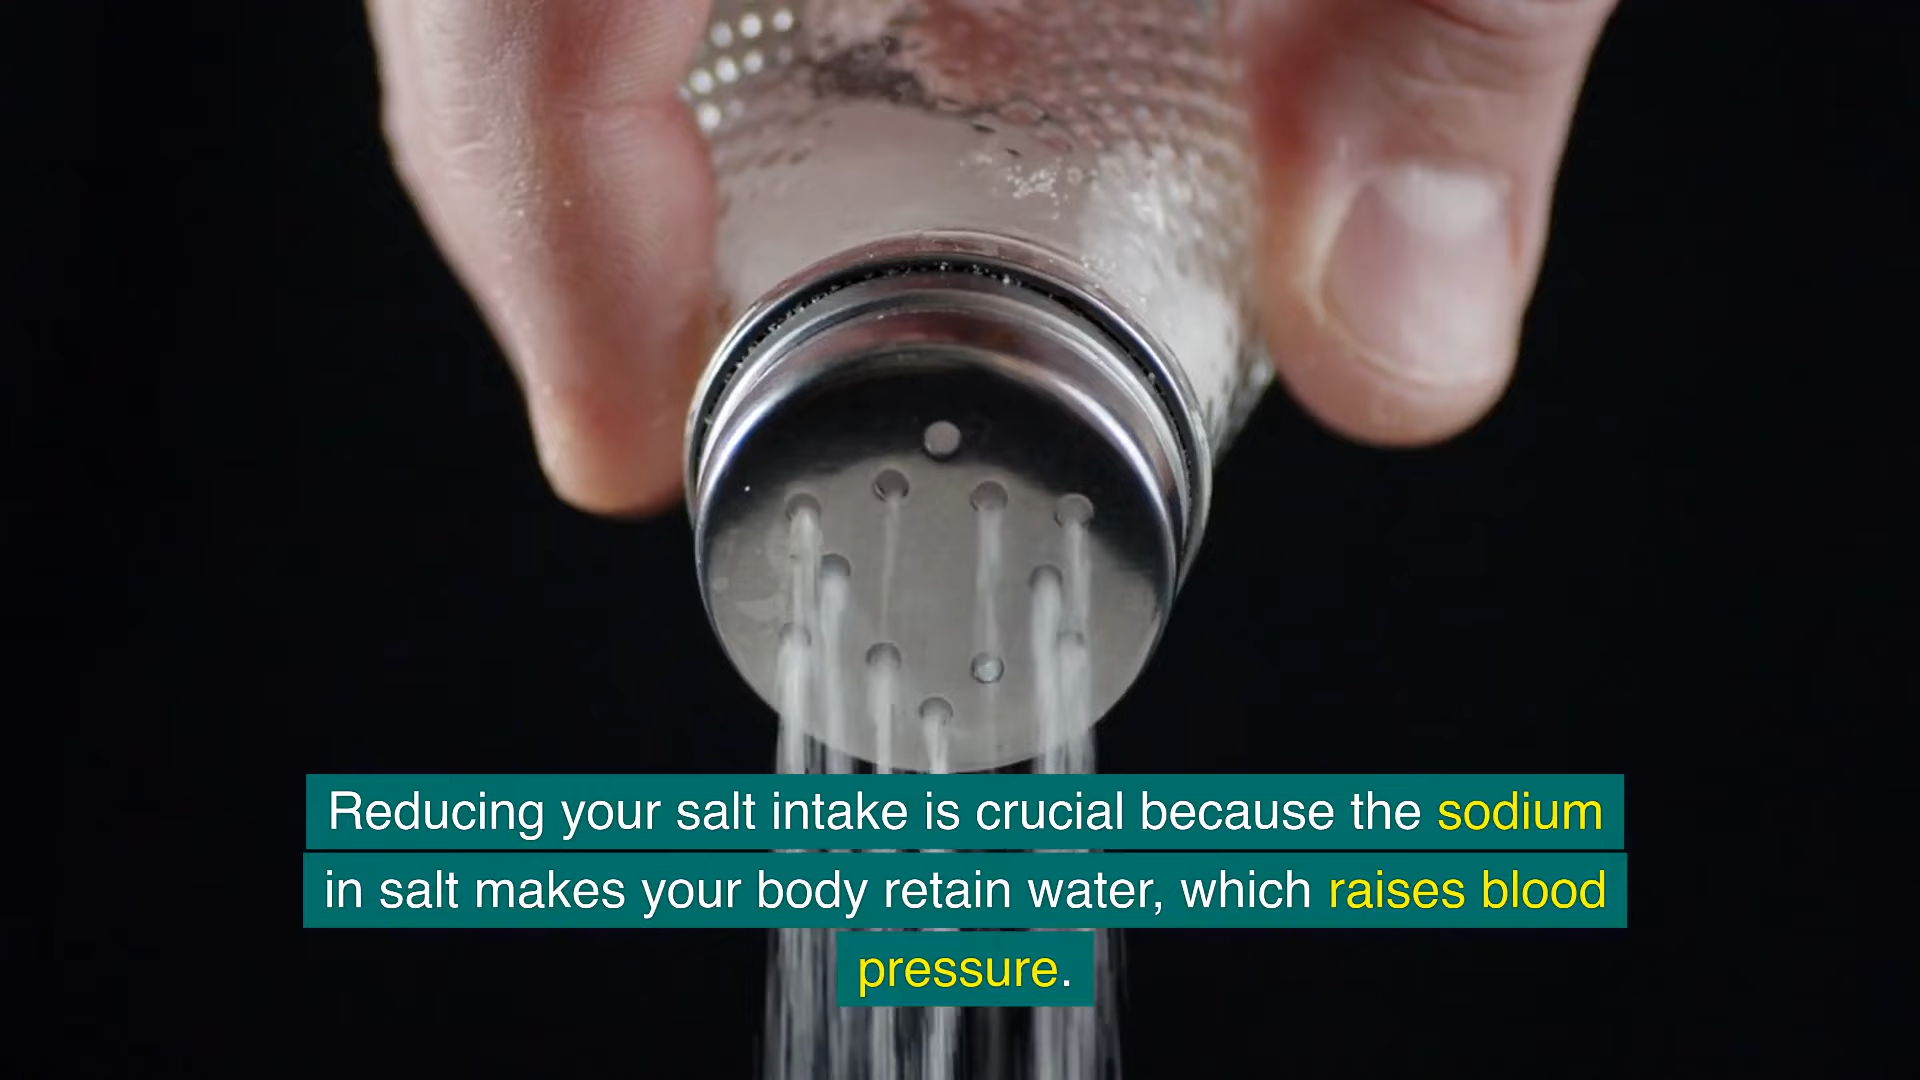 Reducing your salt intake is crucial because the sodium
in salt makes your body retain water, which raises blood
pressure.